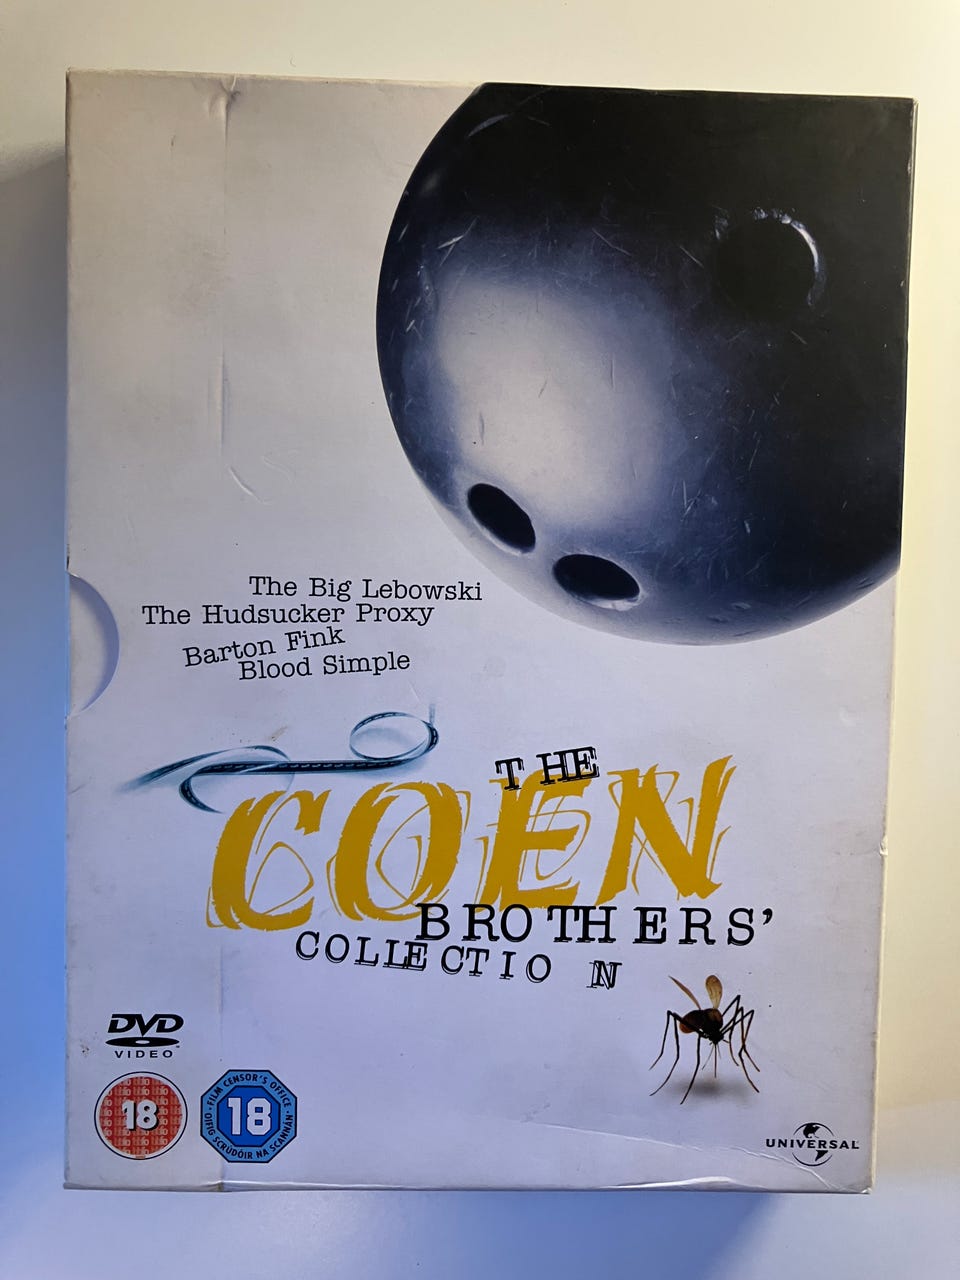 The Big Lebowski
The Hudsucker Proxy
Barton Fink
Blood Simple
THE
COEN
BROTHERS'
COLLECTION
DVD
VIDEO
18
FILM CENSOR'S OFFICE
18
OIFIG SCRÚDÓIR NA SCANNÁN
UNIVERSAL